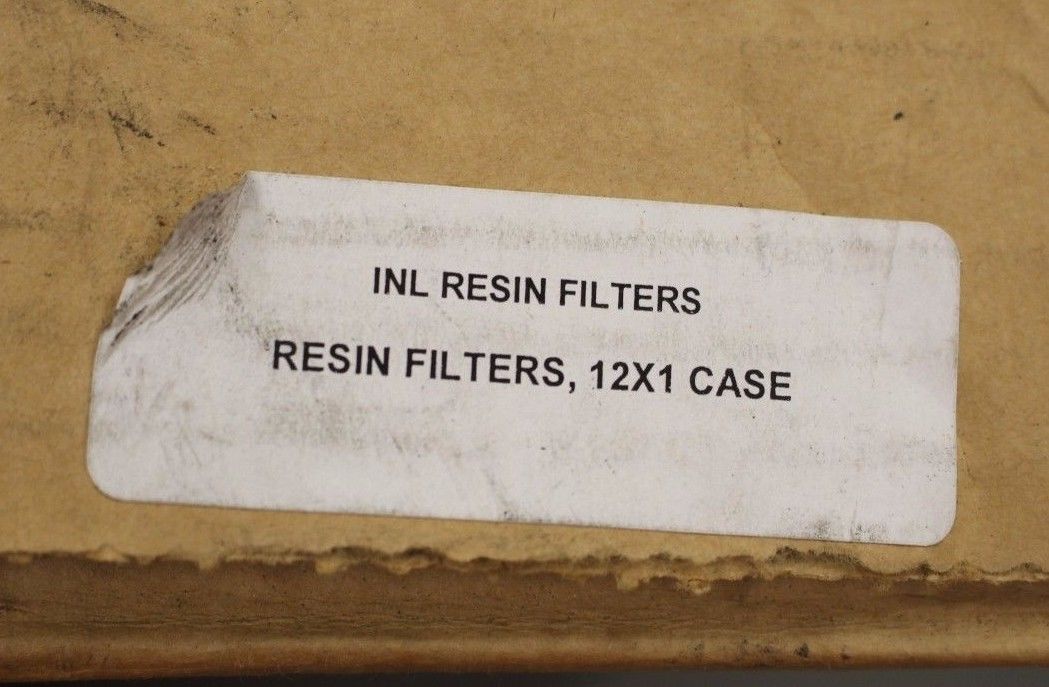 INL RESIN FILTERS
RESIN FILTERS, 12X1 CASE